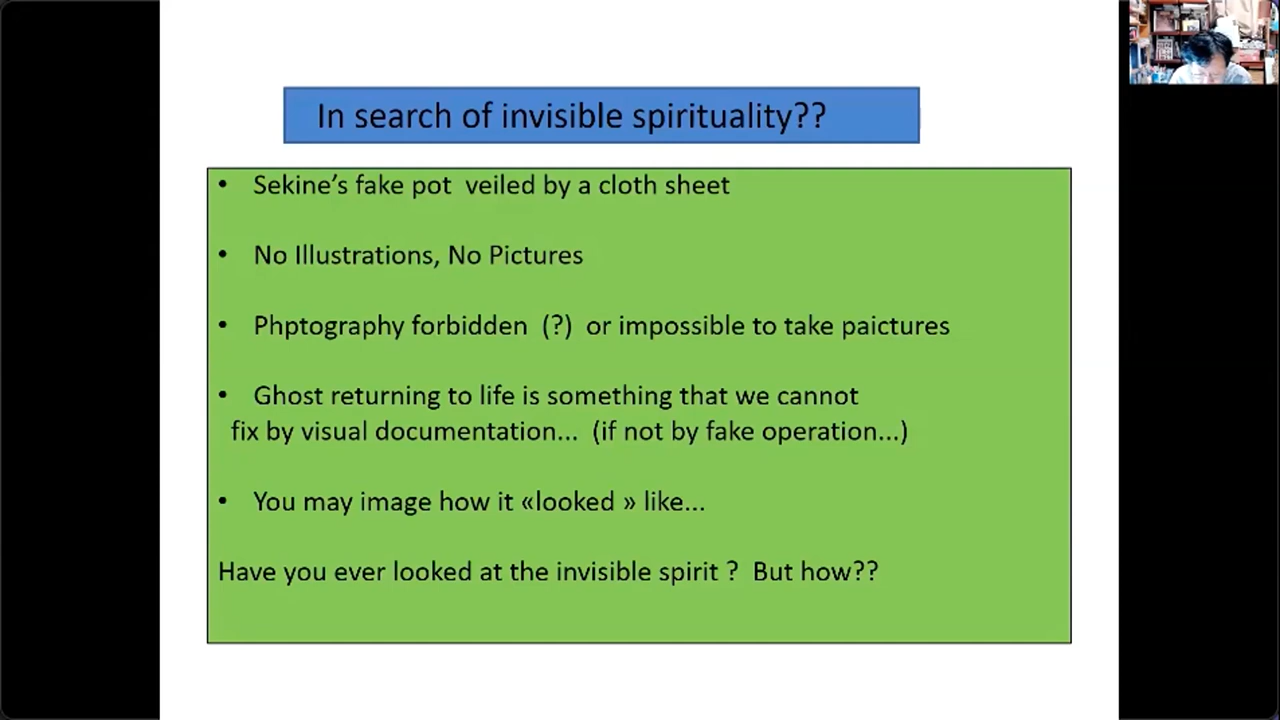 In search of invisible spirituality??
• Sekine’s fake pot veiled by a cloth sheet
• No Illustrations, No Pictures
• Phptography forbidden (?) or impossible to take paictures
• Ghost returning to life is something that we cannot
fix by visual documentation... (if not by fake operation...)
• You may image how it «looked » like...
Have you ever looked at the invisible spirit ? But how??